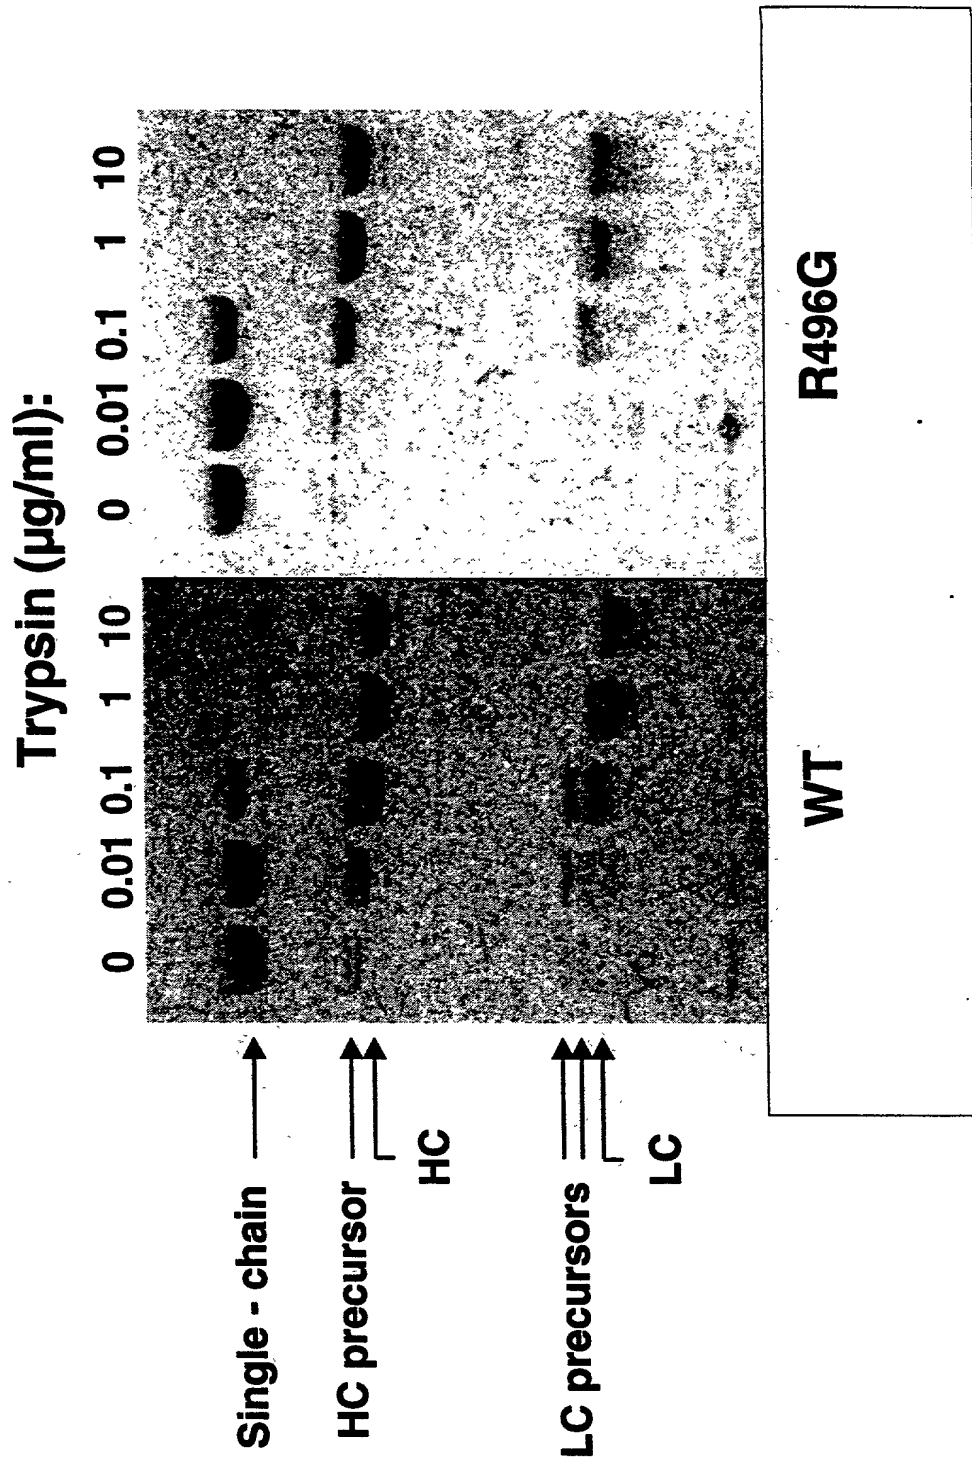 Trypsin (μg/ml):
0 0.01 0.1 1 10 0 0.01 0.1 1 10
Single - chain
HC precursor
HC
LC precursors
LC
WT R496G